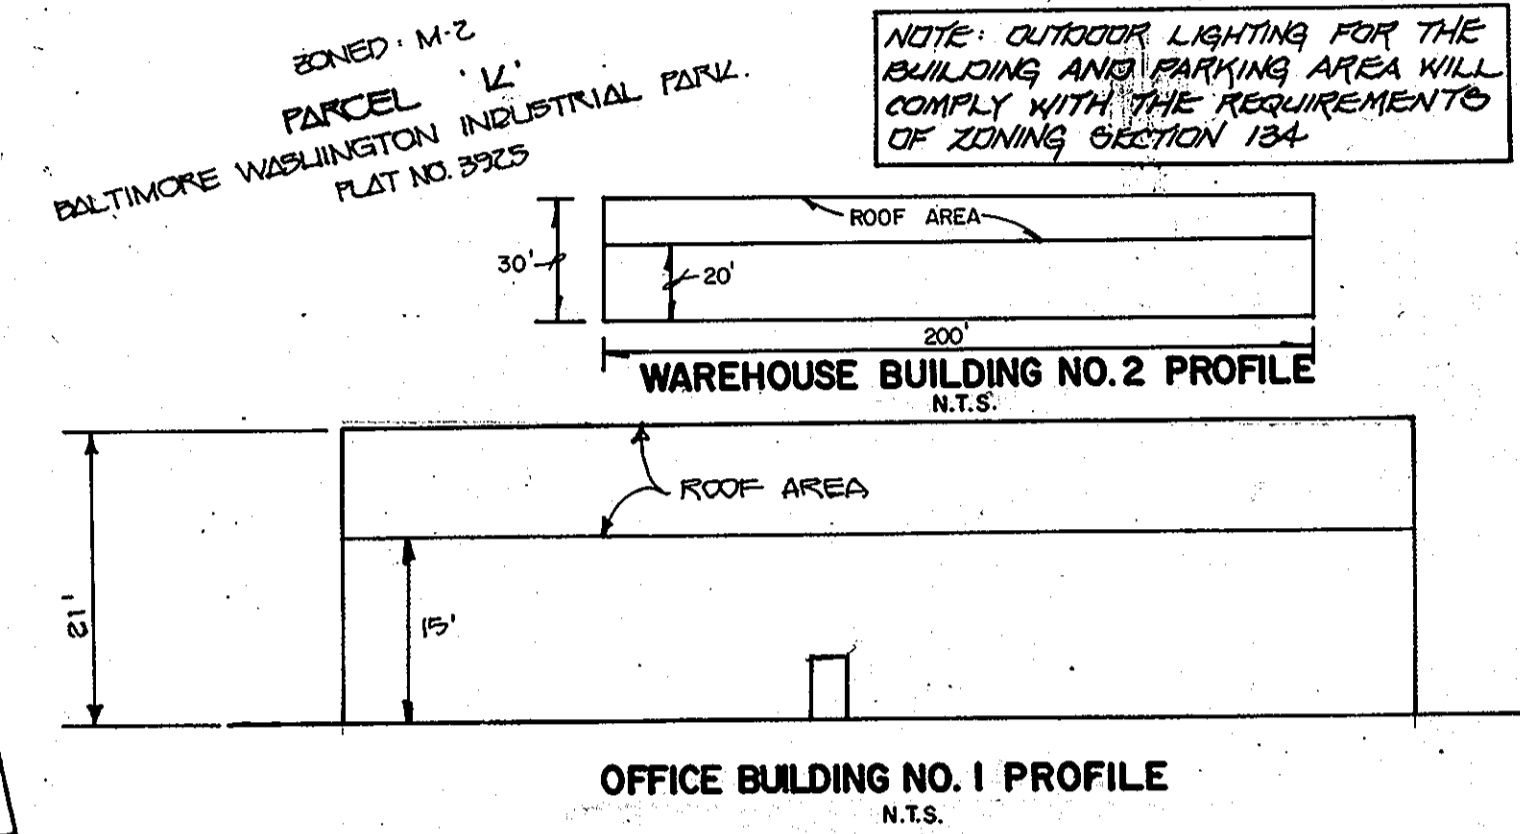 ZONED: M-2
PARCEL 'K'
BALTIMORE WASHINGTON INDUSTRIAL PARK.
PLAT NO. 3925
NOTE: OUTDOOR LIGHTING FOR THE
BUILDING AND PARKING AREA WILL
COMPLY WITH THE REQUIREMENTS
OF ZONING SECTION 134
ROOF AREA
30'
20'
200'
WAREHOUSE BUILDING NO. 2 PROFILE
N.T.S.
ROOF AREA
21'
15'
OFFICE BUILDING NO. 1 PROFILE
N.T.S.